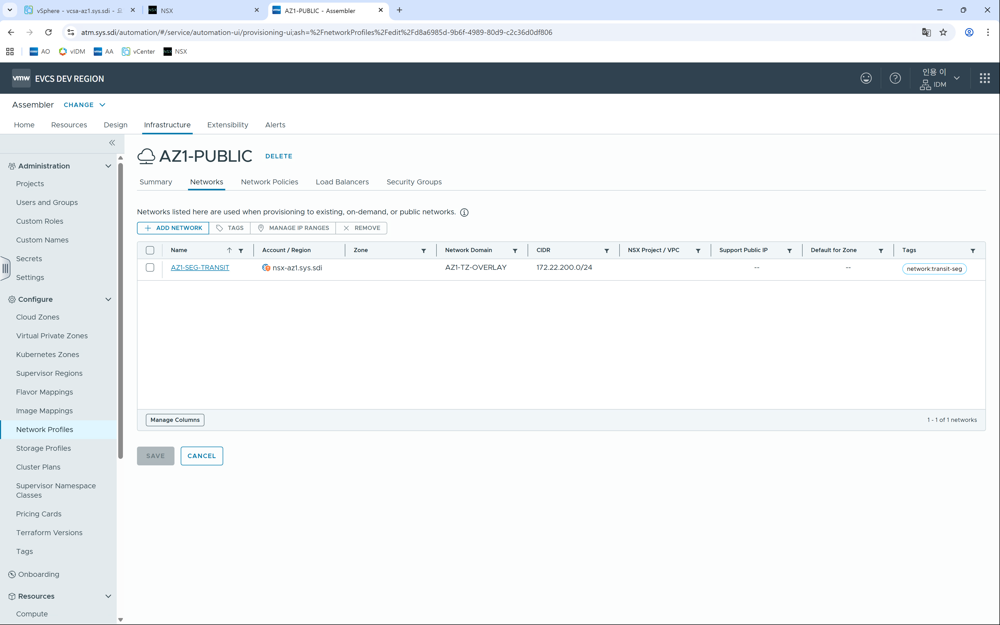 vSphere - vcsa-az1.sys.sdi - 요
NSX
AZ1-PUBLIC - Assembler
atm.sys.sdi/automation/#/service/automation-ui/provisioning-ui;ash=%2FnetworkProfiles%2Fedit%2Fd8a6985d-9b6f-4989-80d9-c2c36d0df806
AO
vIDM
AA
vCenter
NSX
vmw EVCS DEV REGION
인용 이
IDM
Assembler CHANGE
Home Resources Design Infrastructure Extensibility Alerts
Administration
Projects
Users and Groups
Custom Roles
Custom Names
Secrets
Settings
Configure
Cloud Zones
Virtual Private Zones
Kubernetes Zones
Supervisor Regions
Flavor Mappings
Image Mappings
Network Profiles
Storage Profiles
Cluster Plans
Supervisor Namespace
Classes
Pricing Cards
Terraform Versions
Tags
Onboarding
Resources
Compute
AZ1-PUBLIC DELETE
Summary Networks Network Policies Load Balancers Security Groups
Networks listed here are used when provisioning to existing, on-demand, or public networks.
ADD NETWORK TAGS MANAGE IP RANGES REMOVE
Name Account / Region Zone Network Domain CIDR NSX Project / VPC Support Public IP Default for Zone Tags
AZ1-SEG-TRANSIT nsx-az1.sys.sdi AZ1-TZ-OVERLAY 172.22.200.0/24 -- -- network:transit-seg
Manage Columns 1 - 1 of 1 networks
SAVE CANCEL